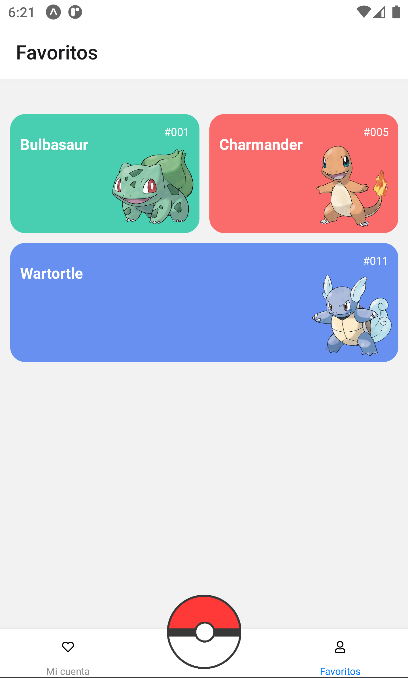 6:21
Favoritos
#001
Bulbasaur
#005
Charmander
#011
Wartortle
Mi cuenta
Favoritos